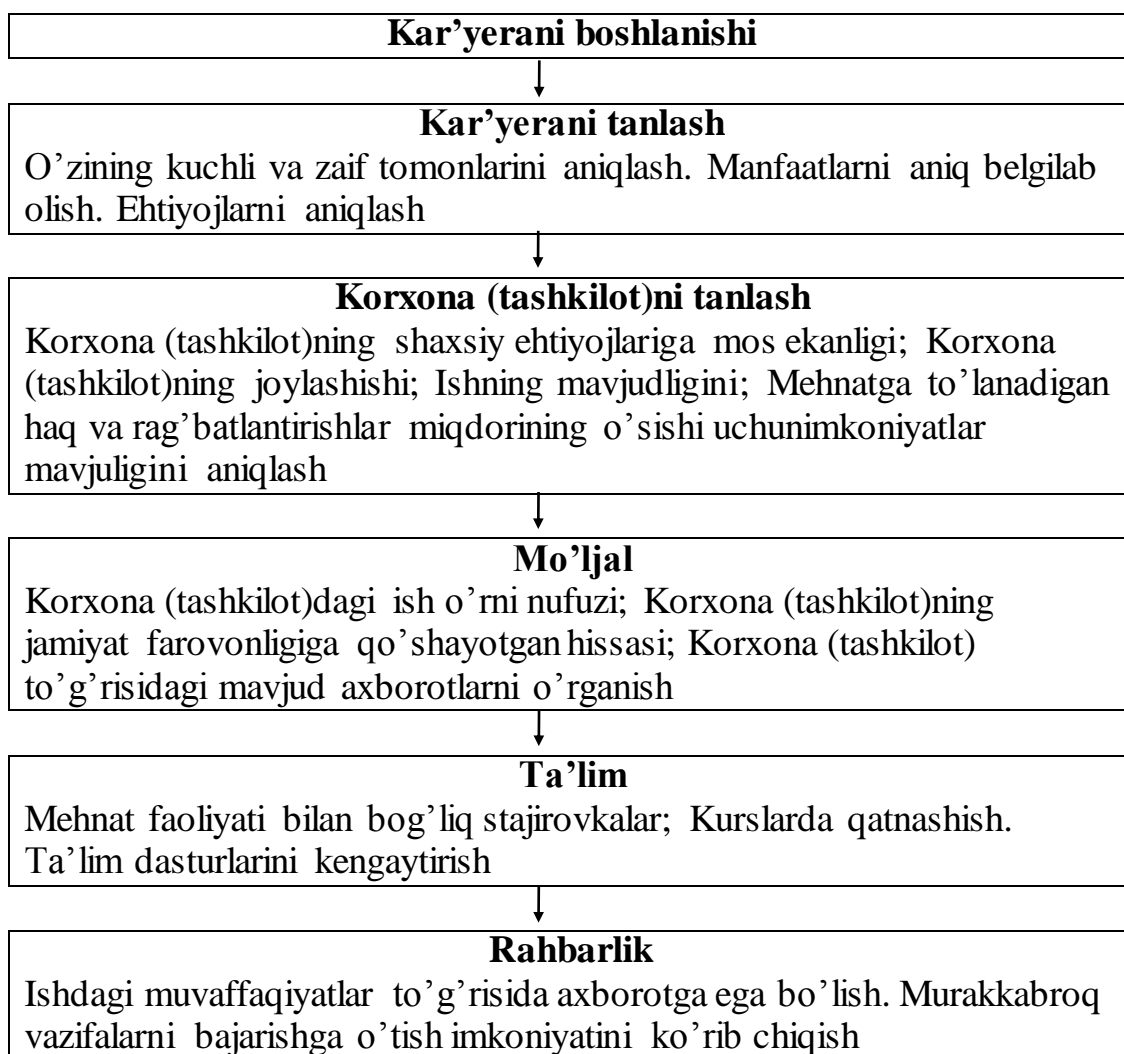 Kar’yerani boshlanishi
Kar’yerani tanlash
O’zining kuchli va zaif tomonlarini aniqlash. Manfaatlarni aniq belgilab
olish. Ehtiyojlarni aniqlash
Korxona (tashkilot)ni tanlash
Korxona (tashkilot)ning shaxsiy ehtiyojlariga mos ekanligi; Korxona
(tashkilot)ning joylashishi; Ishning mavjudligini; Mehnatga to’lanadigan
haq va rag’batlantirishlar miqdorining o’sishi uchunimkoniyatlar
mavjuligini aniqlash
Mo’ljal
Korxona (tashkilot)dagi ish o’rni nufuzi; Korxona (tashkilot)ning
jamiyat farovonligiga qo’shayotgan hissasi; Korxona (tashkilot)
to’g’risidagi mavjud axborotlarni o’rganish
Ta’lim
Mehnat faoliyati bilan bog’liq stajirovkalar; Kurslarda qatnashish.
Ta’lim dasturlarini kengaytirish
Rahbarlik
Ishdagi muvaffaqiyatlar to’g’risida axborotga ega bo’lish. Murakkabroq
vazifalarni bajarishga o’tish imkoniyatini ko’rib chiqish